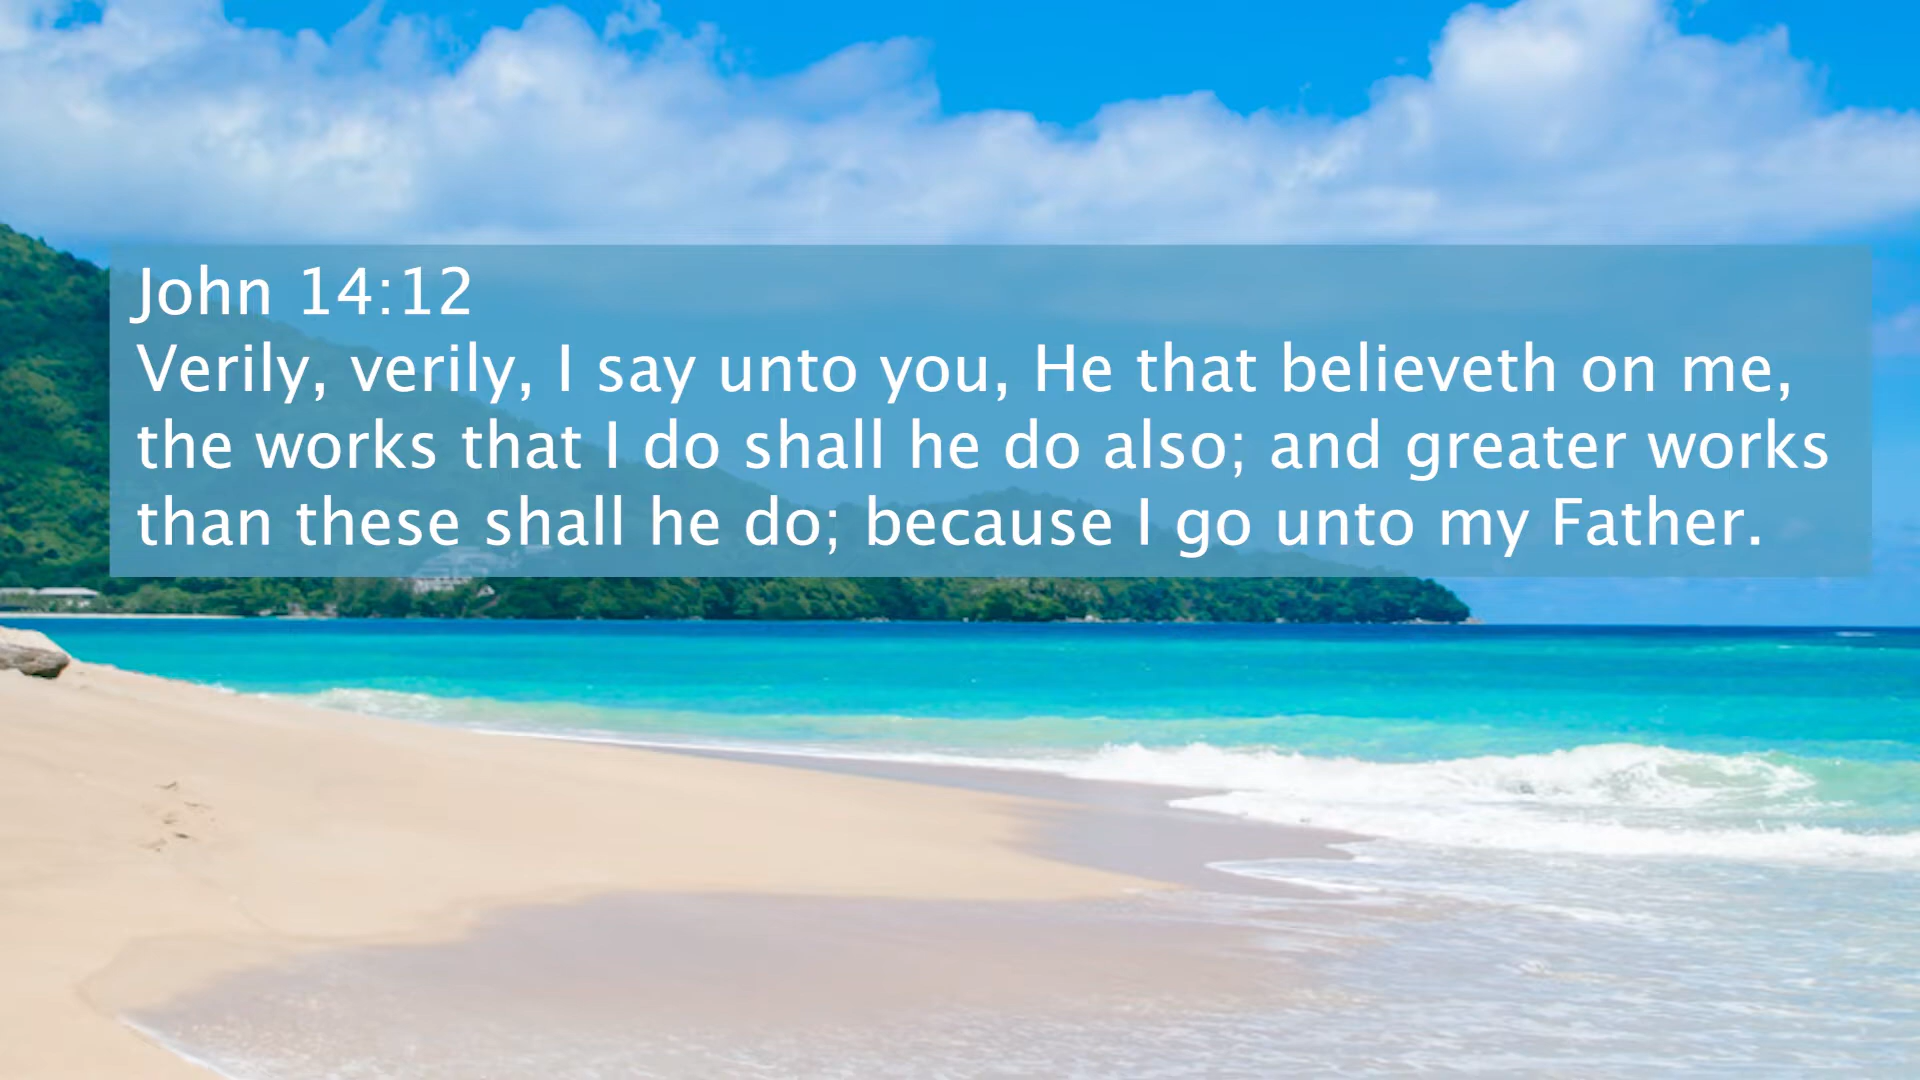 John 14:12
Verily, verily, I say unto you, He that believeth on me,
the works that I do shall he do also; and greater works
than these shall he do; because I go unto my Father.